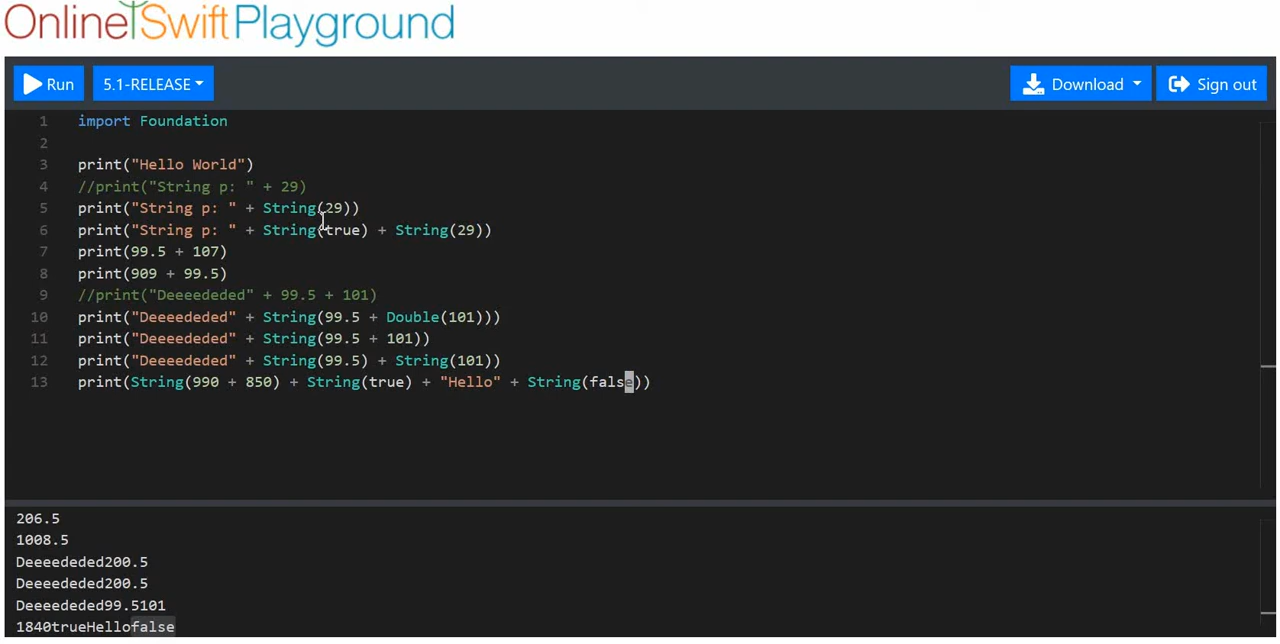 Online Swift Playground
Run 5.1-RELEASE Download Sign out
1 import Foundation
2
3 print("Hello World")
4 //print("String p: " + 29)
5 print("String p: " + String(29))
6 print("String p: " + String(true) + String(29))
7 print(99.5 + 107)
8 print(909 + 99.5)
9 //print("Deeeededed" + 99.5 + 101)
10 print("Deeeededed" + String(99.5 + Double(101)))
11 print("Deeeededed" + String(99.5 + 101))
12 print("Deeeededed" + String(99.5) + String(101))
13 print(String(990 + 850) + String(true) + "Hello" + String(false))
206.5
1008.5
Deeeededed200.5
Deeeededed200.5
Deeeededed99.5101
1840trueHellofalse